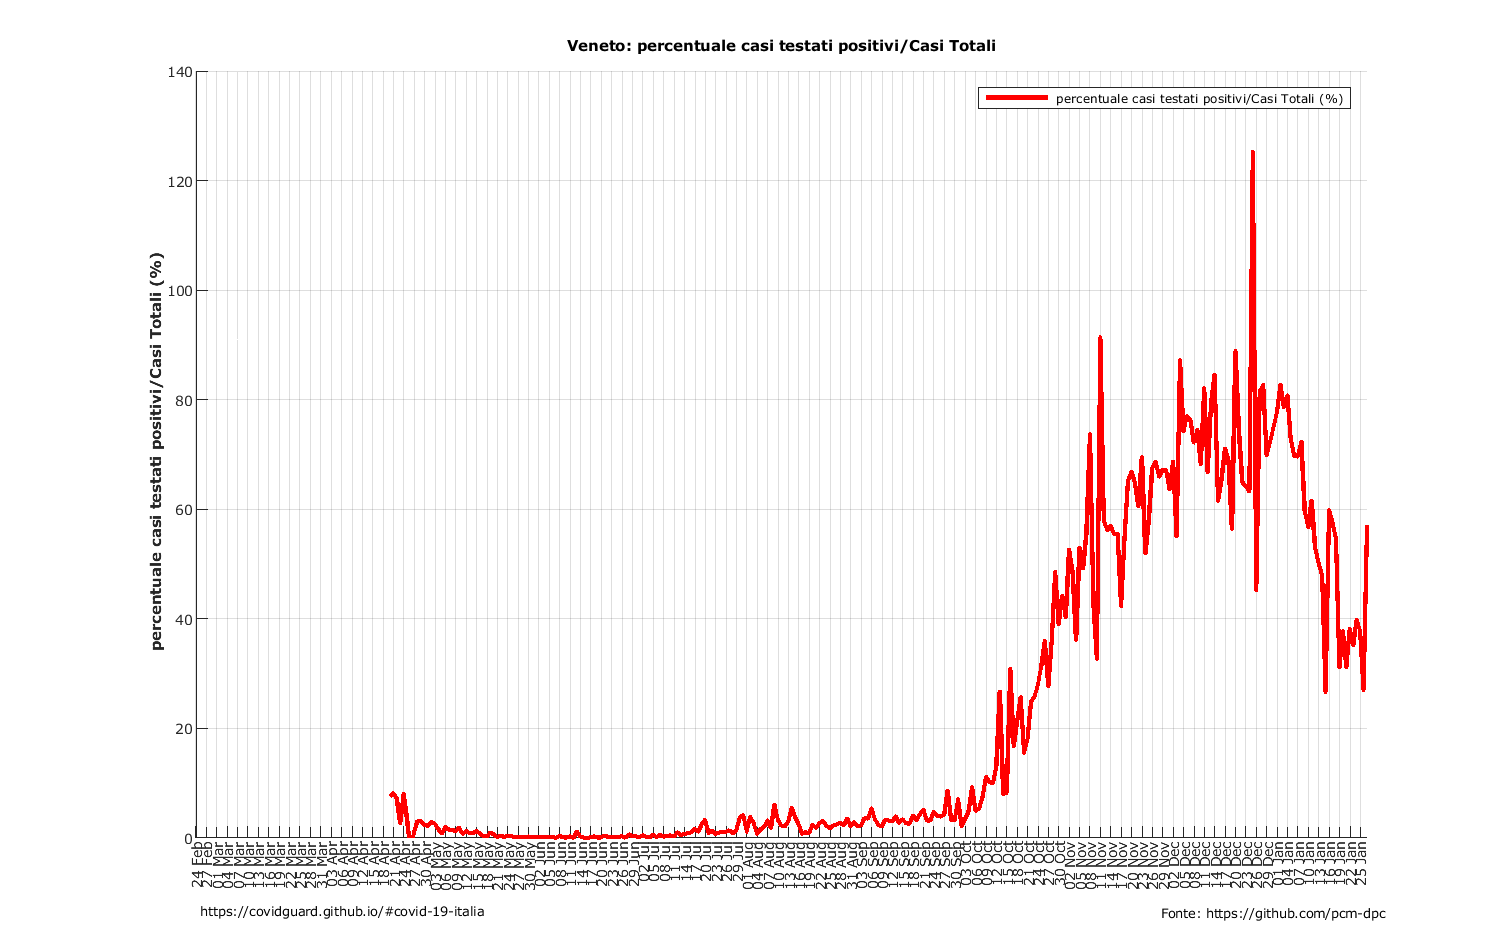 Veneto: percentuale casi testati positivi/Casi Totali
percentuale casi testati positivi/Casi Totali (%)
percentuale casi testati positivi/Casi Totali (%)
140
120
100
80
60
40
20
0
24 Feb
27 Feb
01 Mar
04 Mar
07 Mar
10 Mar
13 Mar
16 Mar
19 Mar
22 Mar
25 Mar
28 Mar
31 Mar
03 Apr
06 Apr
09 Apr
12 Apr
15 Apr
18 Apr
21 Apr
24 Apr
27 Apr
30 Apr
03 May
06 May
09 May
12 May
15 May
18 May
21 May
24 May
27 May
30 May
02 Jun
05 Jun
08 Jun
11 Jun
14 Jun
17 Jun
20 Jun
23 Jun
26 Jun
29 Jun
02 Jul
05 Jul
08 Jul
11 Jul
14 Jul
17 Jul
20 Jul
23 Jul
26 Jul
29 Jul
01 Aug
04 Aug
07 Aug
10 Aug
13 Aug
16 Aug
19 Aug
22 Aug
25 Aug
28 Aug
31 Aug
03 Sep
06 Sep
09 Sep
12 Sep
15 Sep
18 Sep
21 Sep
24 Sep
27 Sep
30 Sep
03 Oct
06 Oct
09 Oct
12 Oct
15 Oct
18 Oct
21 Oct
24 Oct
27 Oct
30 Oct
02 Nov
05 Nov
08 Nov
11 Nov
14 Nov
17 Nov
20 Nov
23 Nov
26 Nov
29 Nov
02 Dec
05 Dec
08 Dec
11 Dec
14 Dec
17 Dec
20 Dec
23 Dec
26 Dec
29 Dec
01 Jan
04 Jan
07 Jan
10 Jan
13 Jan
16 Jan
19 Jan
22 Jan
25 Jan
https://covidguard.github.io/#covid-19-italia
Fonte: https://github.com/pcm-dpc